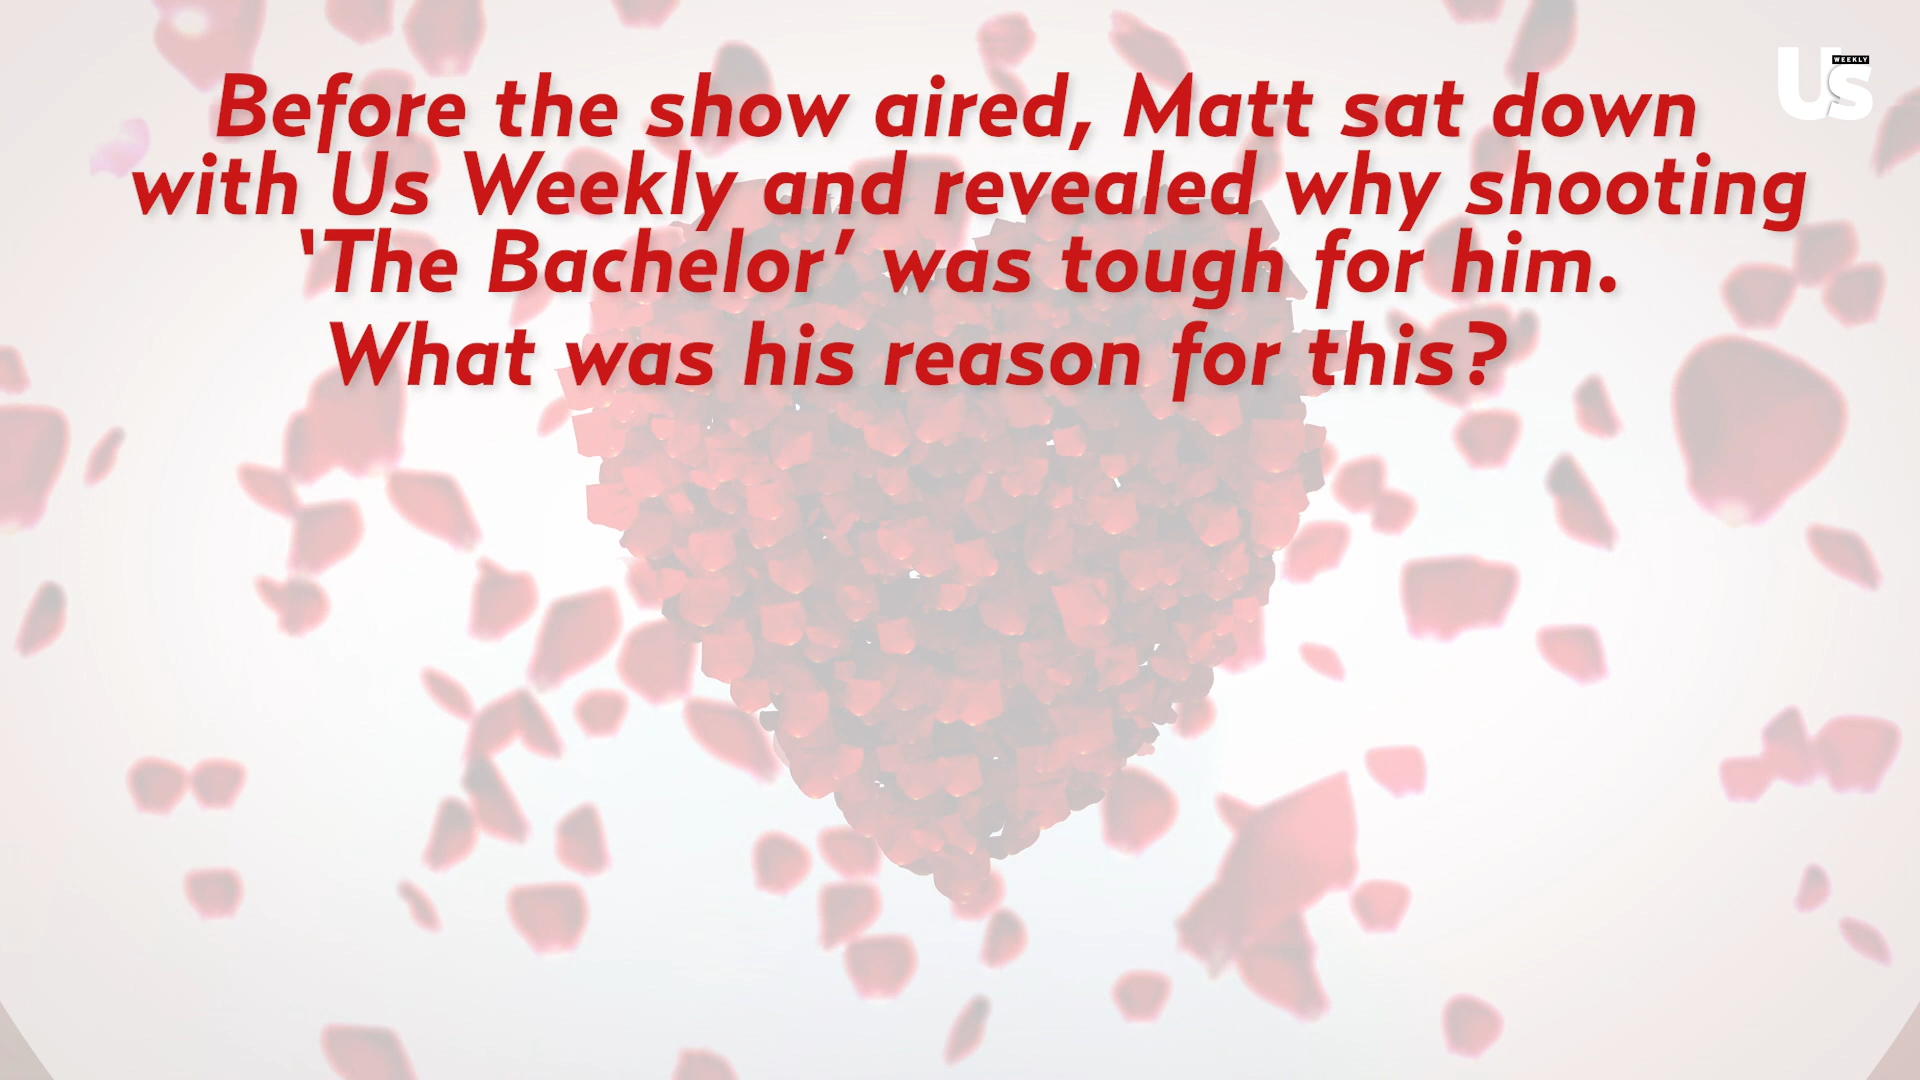 Us
WEEKLY
Before the show aired, Matt sat down
with Us Weekly and revealed why shooting
‘The Bachelor’ was tough for him.
What was his reason for this?